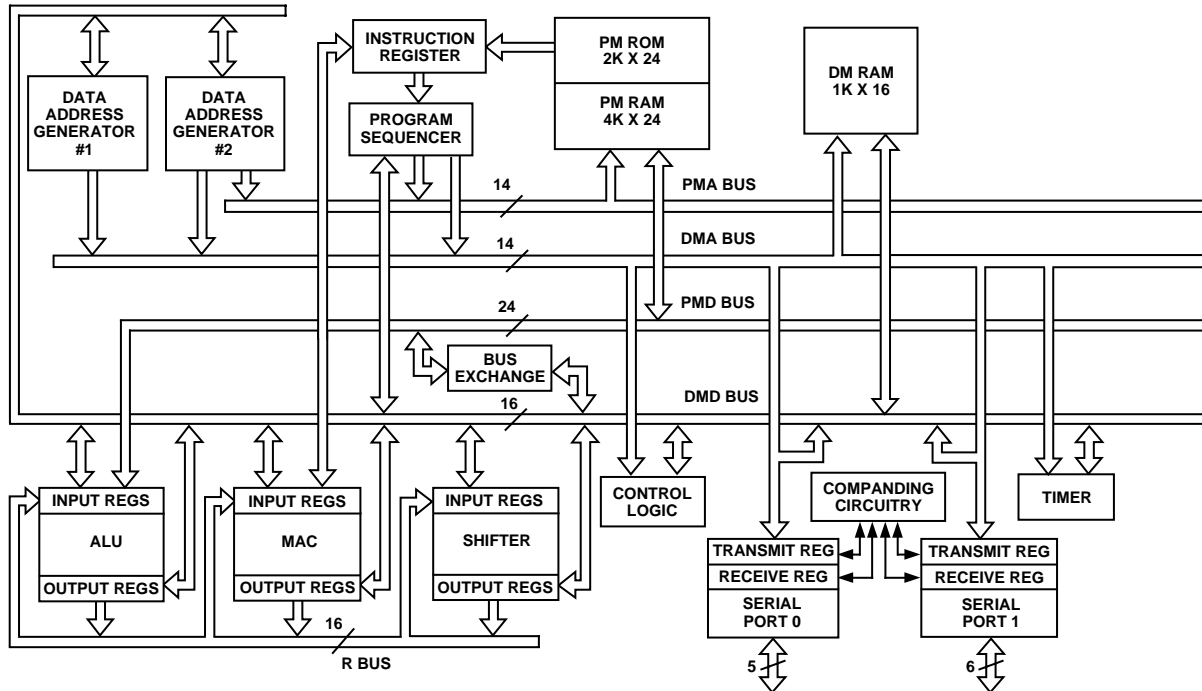 INSTRUCTION
REGISTER
PM ROM
2K X 24
PM RAM
4K X 24
DM RAM
1K X 16
DATA
ADDRESS
GENERATOR
#1
DATA
ADDRESS
GENERATOR
#2
PROGRAM
SEQUENCER
14
PMA BUS
14
DMA BUS
24
PMD BUS
BUS
EXCHANGE
16
DMD BUS
INPUT REGS
ALU
OUTPUT REGS
INPUT REGS
MAC
OUTPUT REGS
INPUT REGS
SHIFTER
OUTPUT REGS
16
R BUS
CONTROL
LOGIC
COMPANDING
CIRCUITRY
TIMER
TRANSMIT REG
RECEIVE REG
SERIAL
PORT 0
5
TRANSMIT REG
RECEIVE REG
SERIAL
PORT 1
6